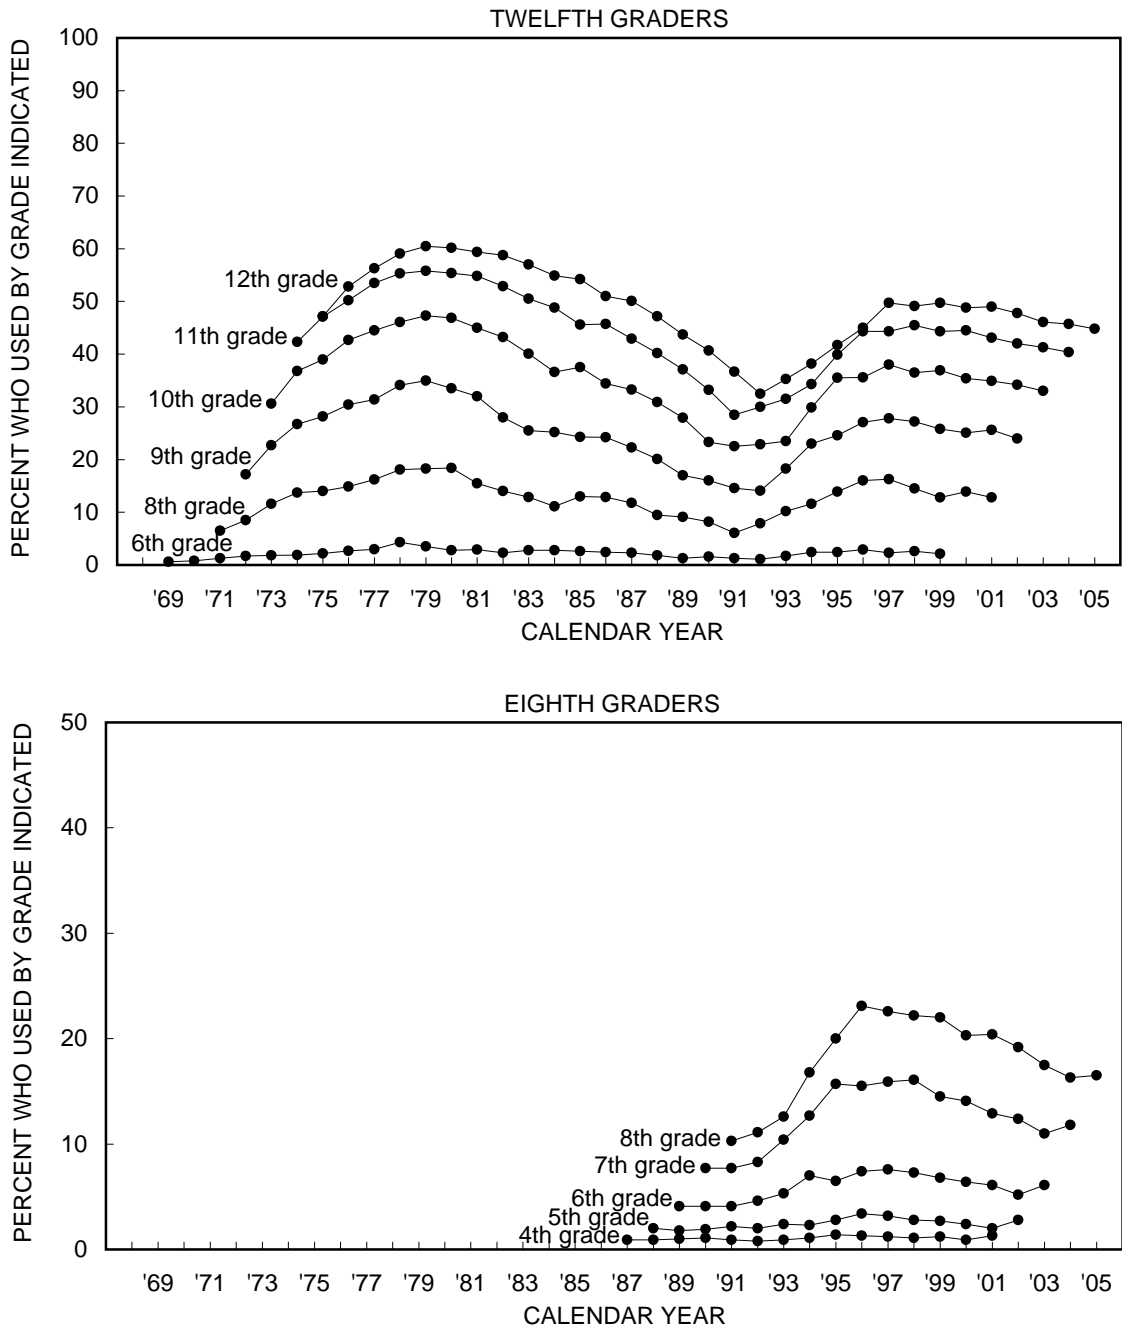 TWELFTH GRADERS
PERCENT WHO USED BY GRADE INDICATED
100
90
80
70
60
50
40
30
20
10
0
12th grade
11th grade
10th grade
9th grade
8th grade
6th grade
'69 '71 '73 '75 '77 '79 '81 '83 '85 '87 '89 '91 '93 '95 '97 '99 '01 '03 '05
CALENDAR YEAR
EIGHTH GRADERS
PERCENT WHO USED BY GRADE INDICATED
50
40
30
20
10
0
8th grade
7th grade
6th grade
5th grade
4th grade
'69 '71 '73 '75 '77 '79 '81 '83 '85 '87 '89 '91 '93 '95 '97 '99 '01 '03 '05
CALENDAR YEAR